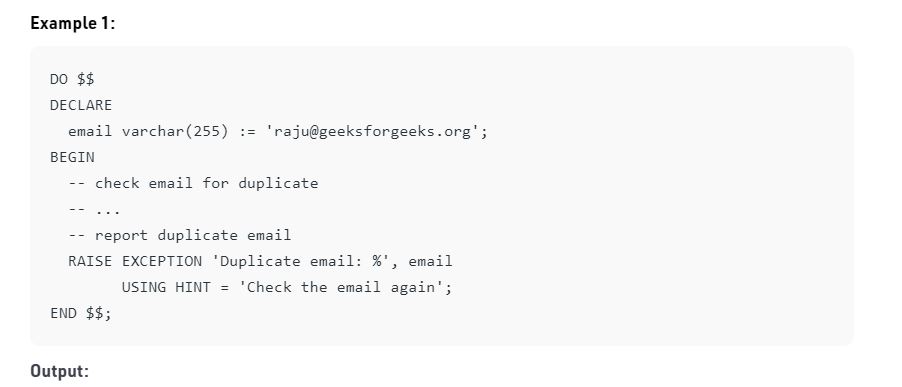 Example 1:
DO $$
DECLARE
email varchar(255) := 'raju@geeksforgeeks.org';
BEGIN
-- check email for duplicate
-- ...
-- report duplicate email
RAISE EXCEPTION 'Duplicate email: %', email
USING HINT = 'Check the email again';
END $$;
Output: